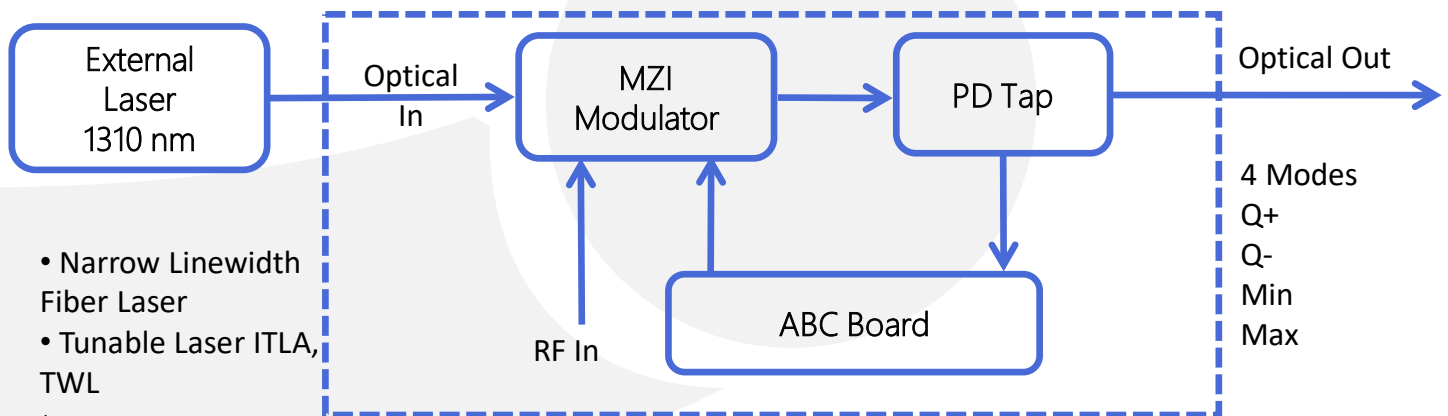 External
Laser
1310 nm
Optical
In
MZI
Modulator
PD Tap
Optical Out
4 Modes
Q+
Q-
Min
Max
• Narrow Linewidth
Fiber Laser
• Tunable Laser ITLA,
TWL
RF In
ABC Board